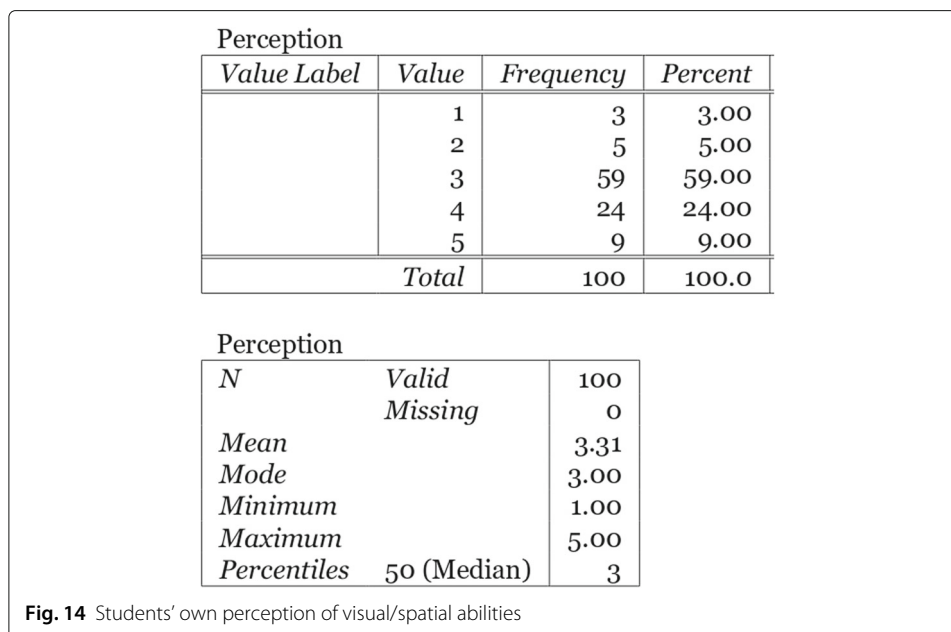 Perception
Value Label Value Frequency Percent
1 3 3.00
2 5 5.00
3 59 59.00
4 24 24.00
5 9 9.00
Total 100 100.0
Perception
N Valid 100
Missing 0
Mean 3.31
Mode 3.00
Minimum 1.00
Maximum 5.00
Percentiles 50 (Median) 3
Fig. 14 Students’ own perception of visual/spatial abilities